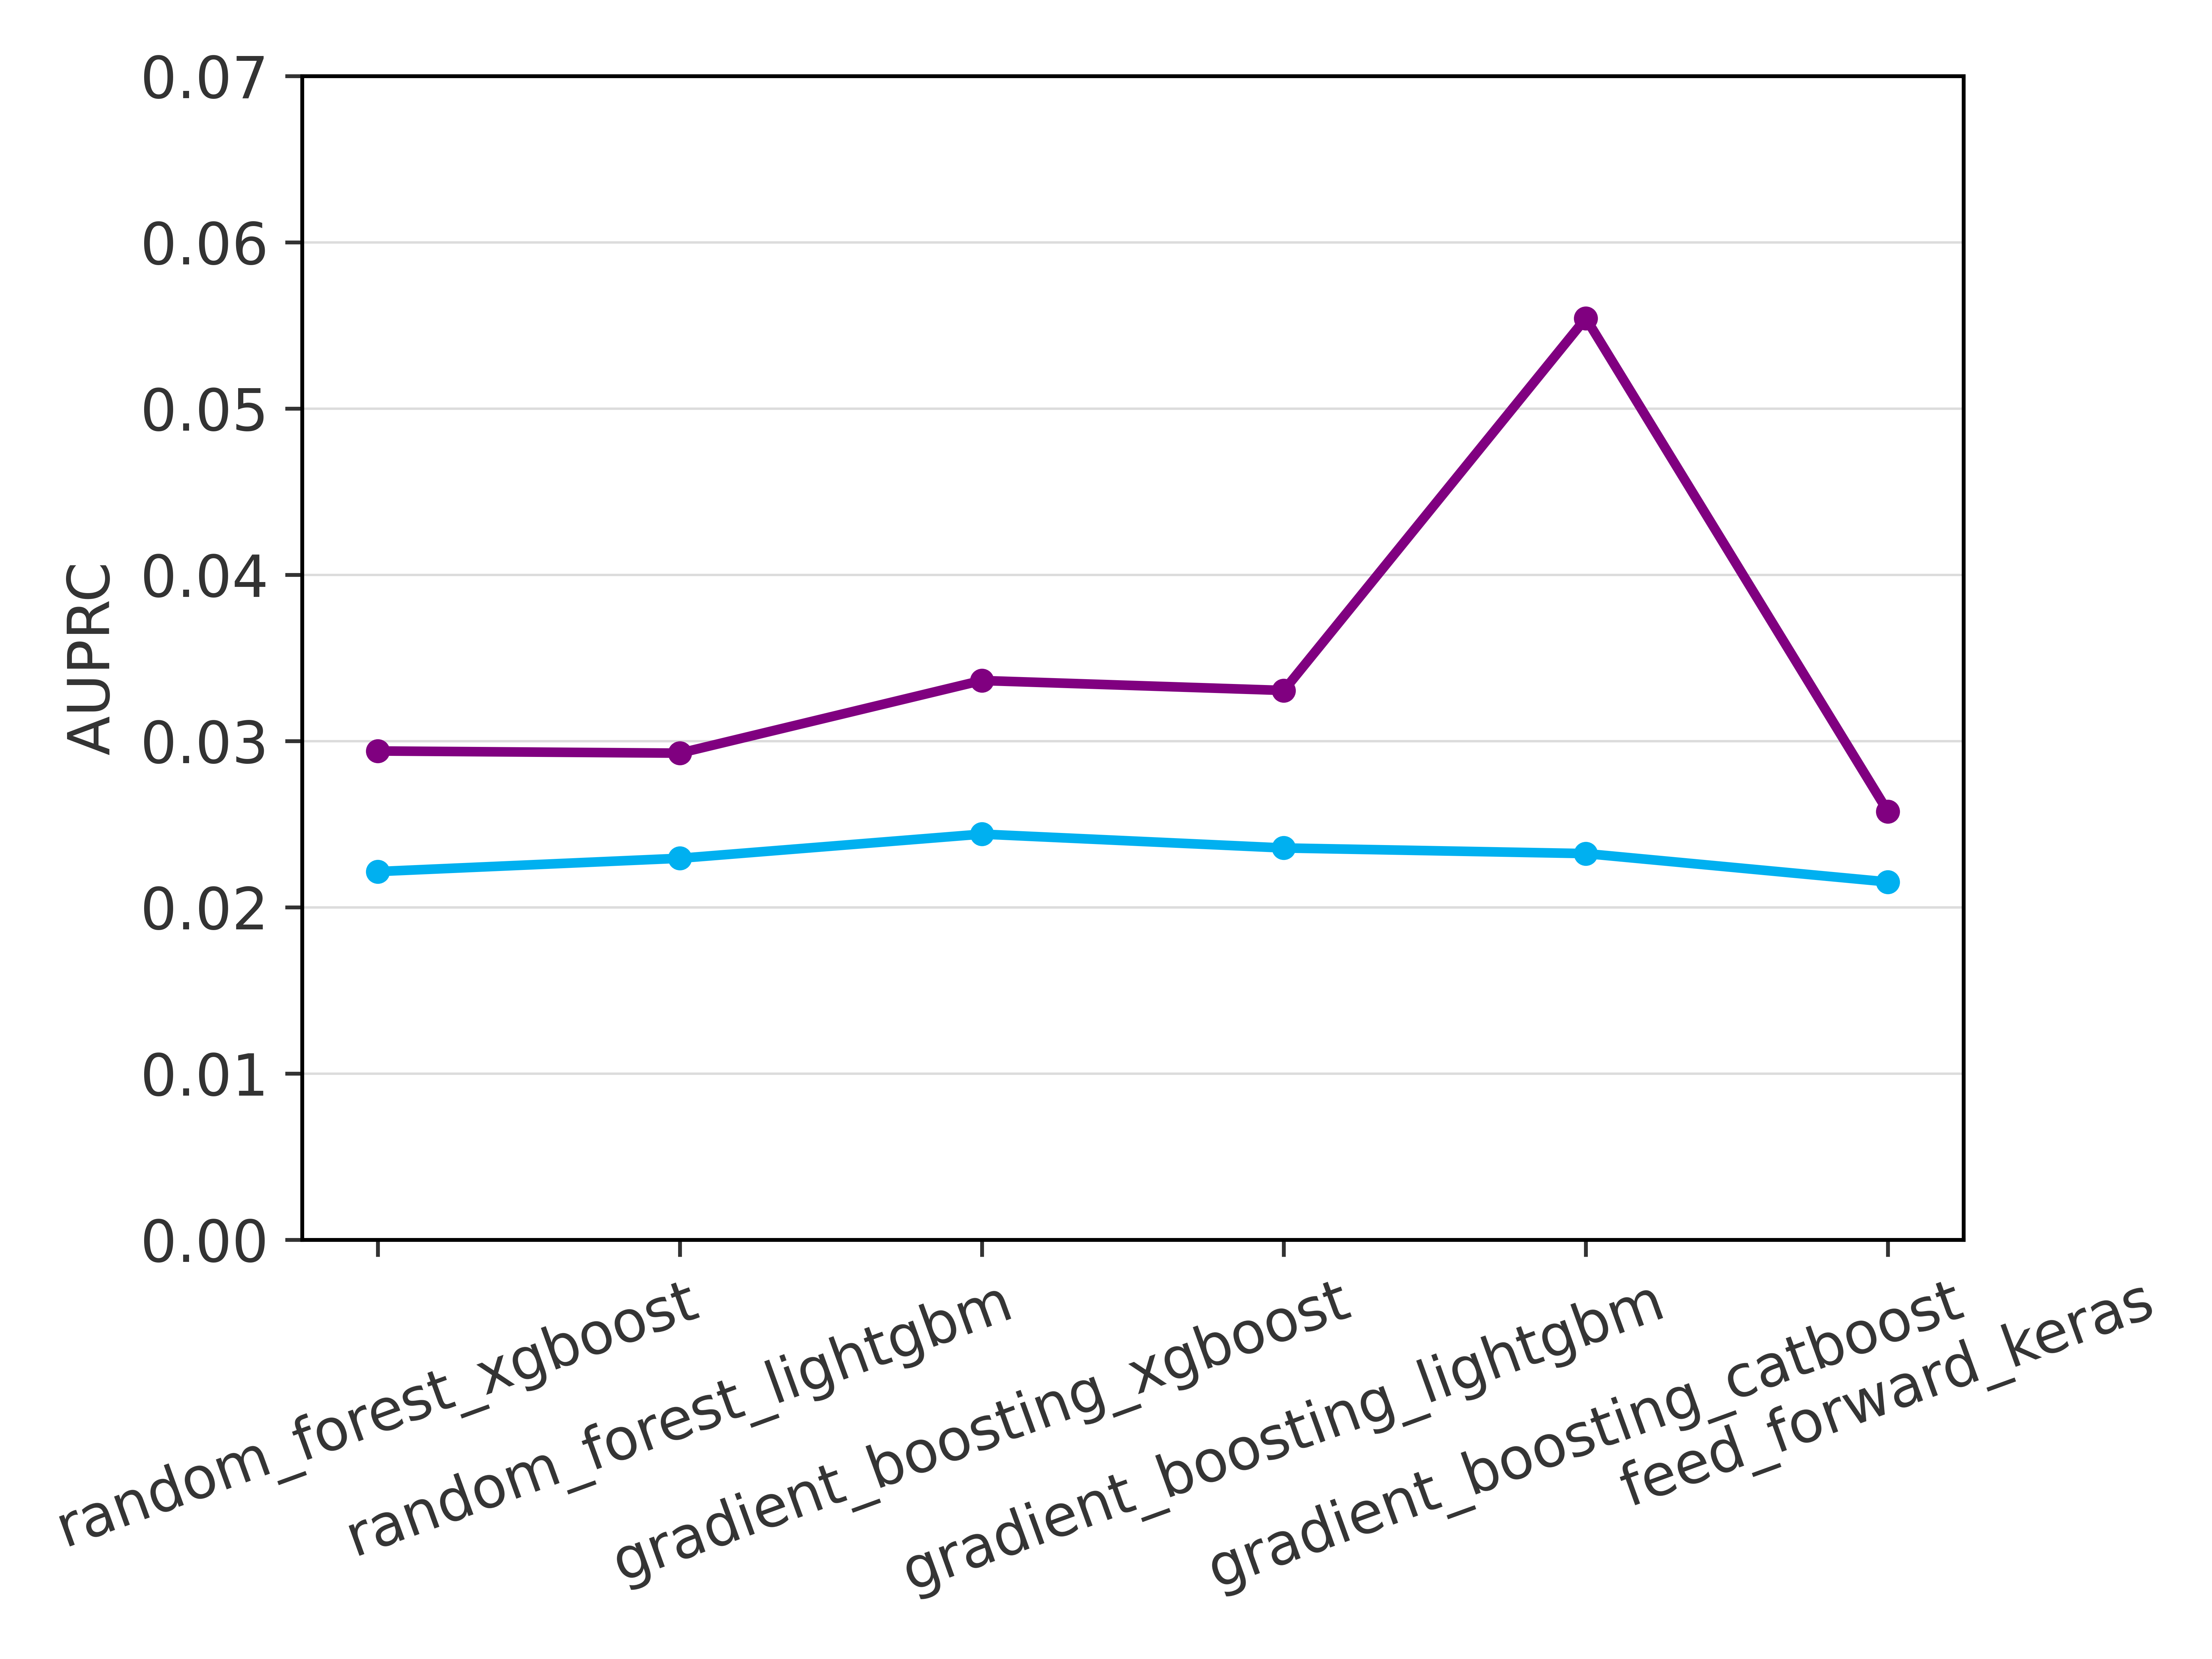 0.07
0.06
0.05
0.04
0.03
0.02
0.01
0.00
AUPRC
random_forest_xgboost
random_forest_lightgbm
gradient_boosting_xgboost
gradient_boosting_lightgbm
gradient_boosting_catboost
feed_forward_keras